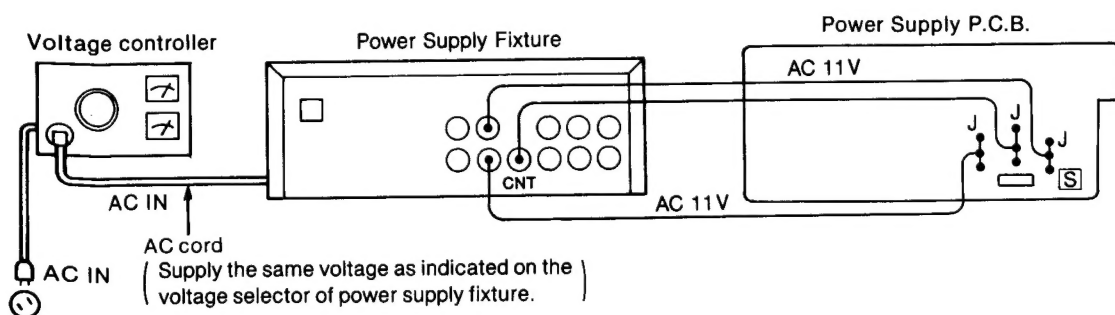 Voltage controller
Power Supply Fixture
Power Supply P.C.B.
AC 11V
J
J
J
S
CNT
AC 11V
AC IN
AC cord
Supply the same voltage as indicated on the
voltage selector of power supply fixture.
AC IN